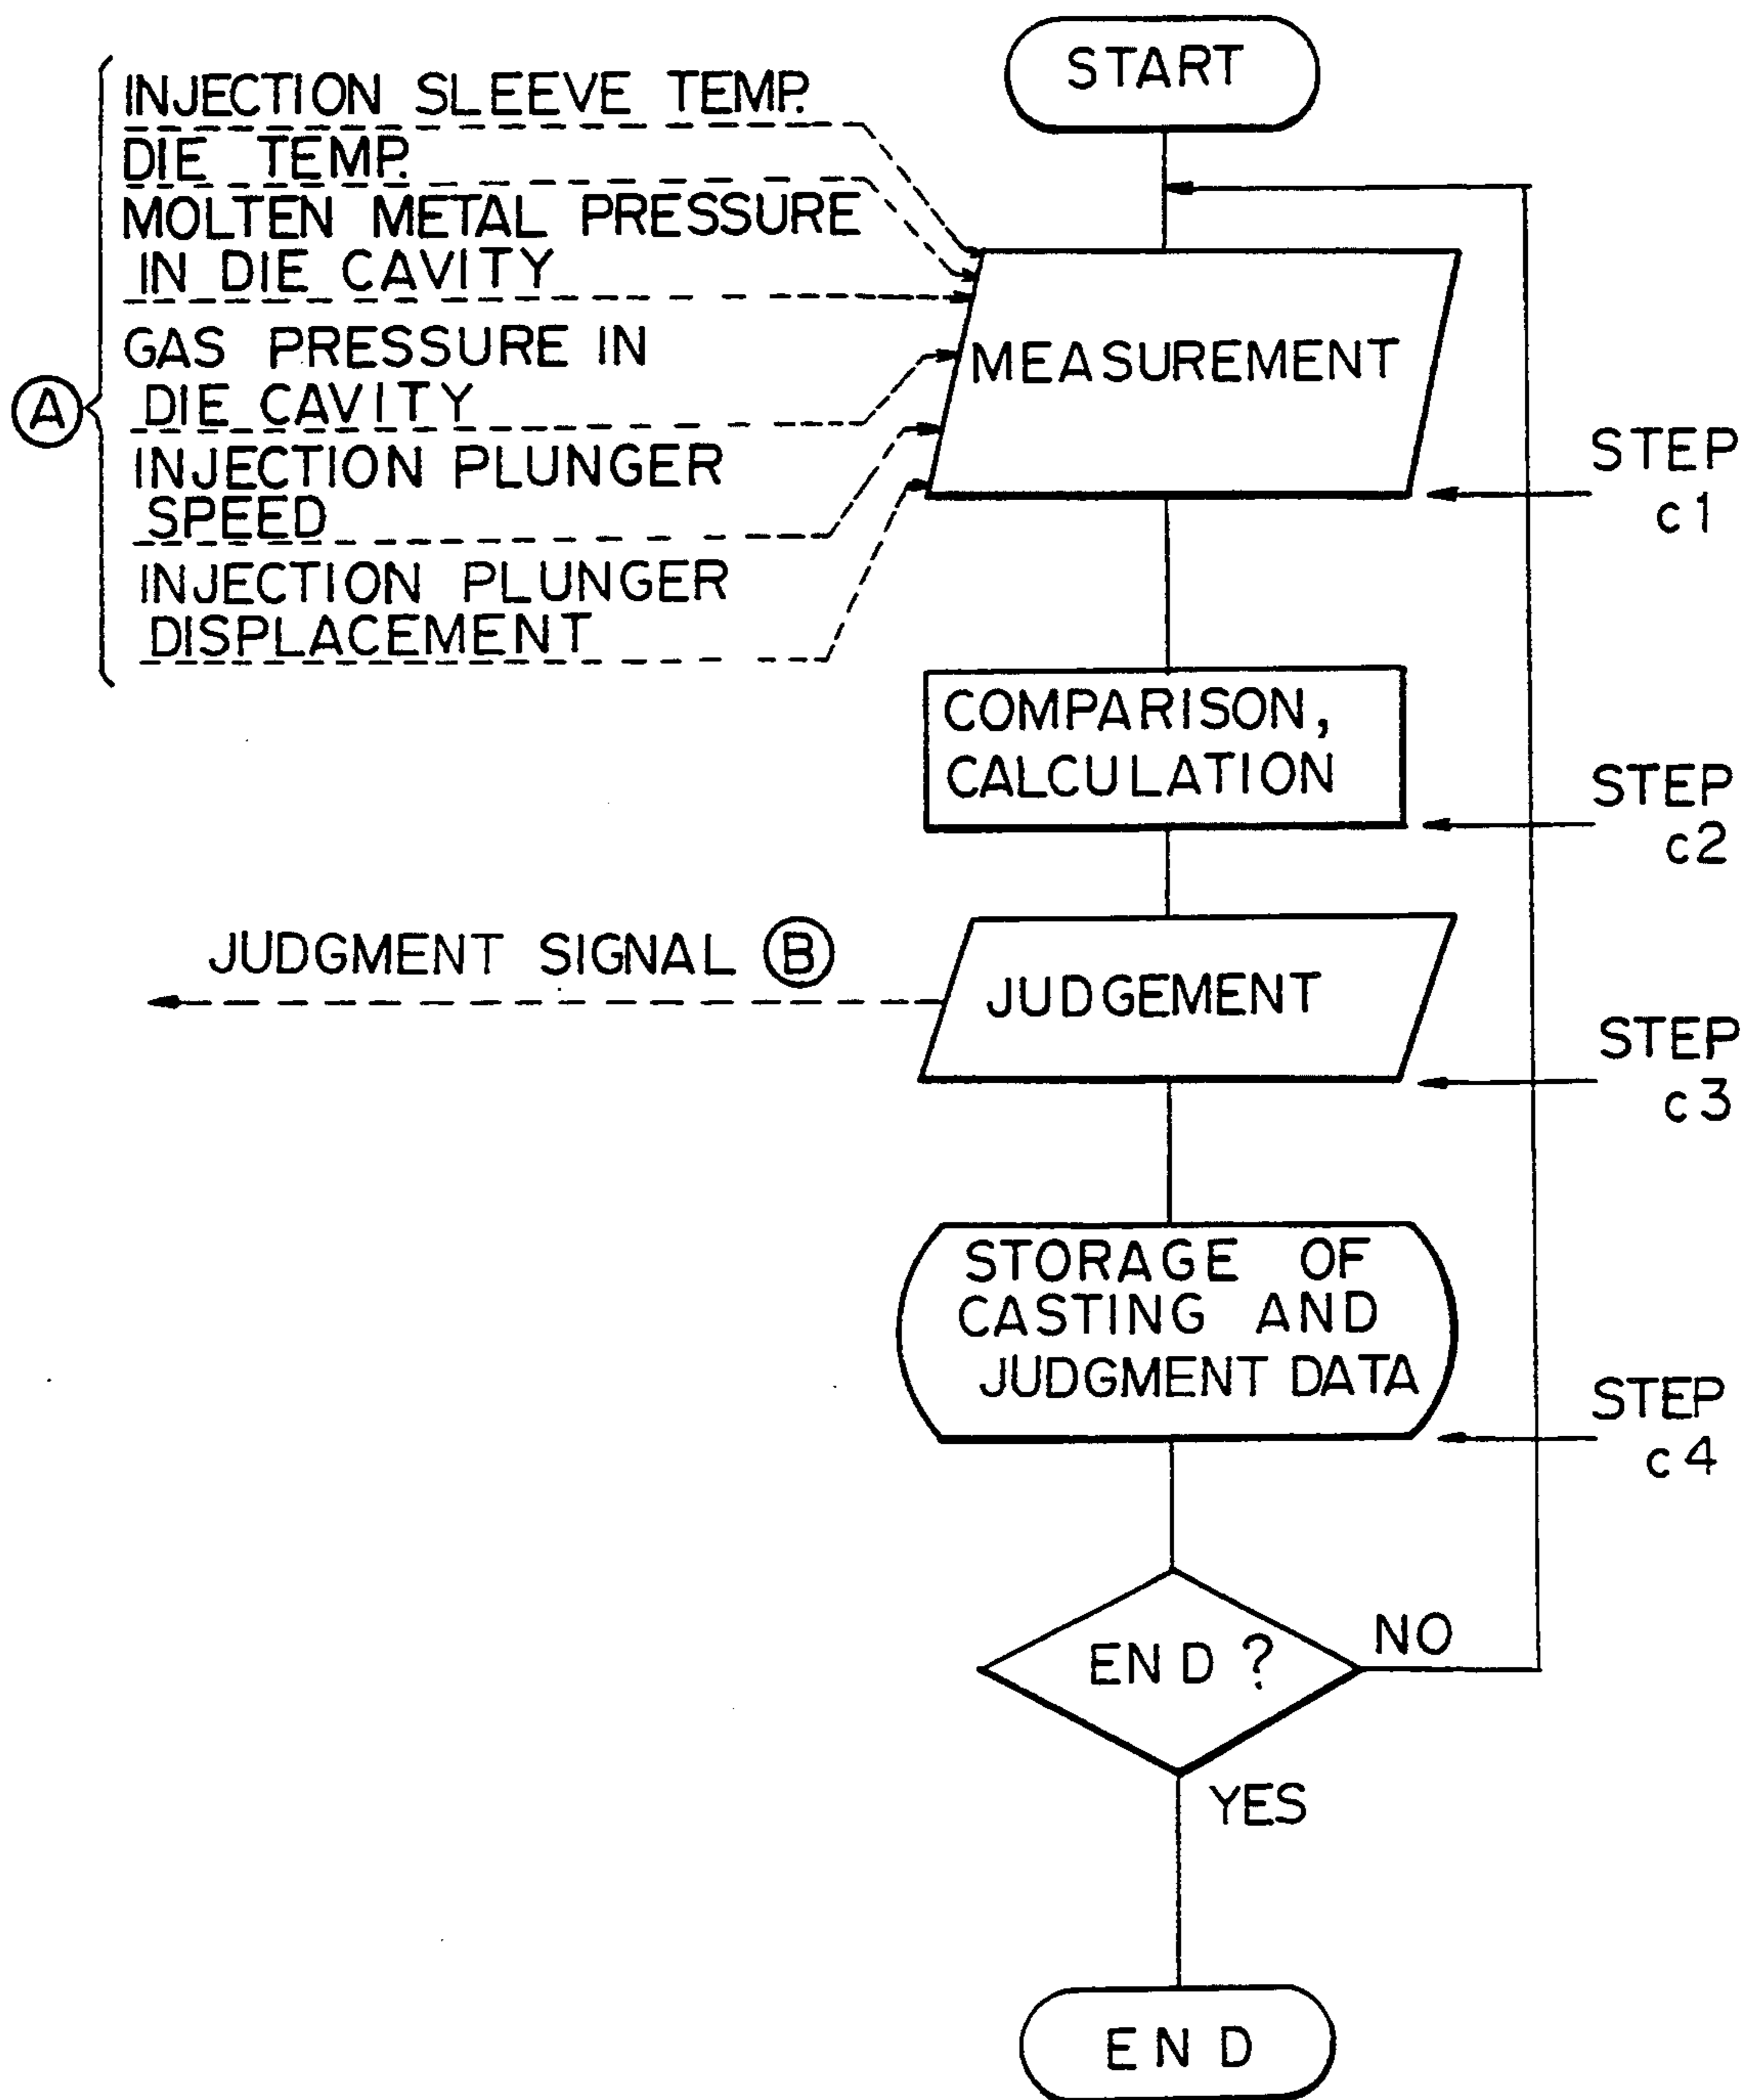 START
INJECTION SLEEVE TEMP.
DIE TEMP.
MOLTEN METAL PRESSURE
IN DIE CAVITY
GAS PRESSURE IN
DIE CAVITY
INJECTION PLUNGER
SPEED
INJECTION PLUNGER
DISPLACEMENT
A
MEASUREMENT
STEP
c1
COMPARISON,
CALCULATION
STEP
c2
JUDGMENT SIGNAL B
JUDGEMENT
STEP
c3
STORAGE OF
CASTING AND
JUDGMENT DATA
STEP
c4
END ?
NO
YES
END